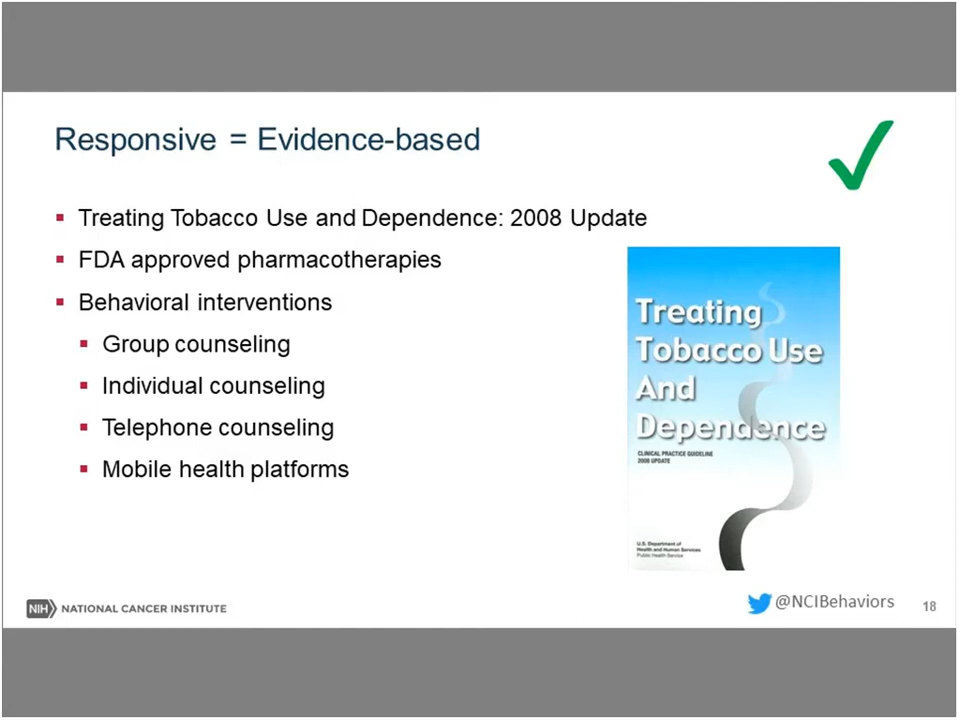 Responsive = Evidence-based
Treating Tobacco Use and Dependence: 2008 Update
FDA approved pharmacotherapies
Behavioral interventions
Group counseling
Individual counseling
Telephone counseling
Mobile health platforms
Treating
Tobacco Use
And
Dependence
CLINICAL PRACTICE GUIDELINE
2008 UPDATE
U.S. Department of
Health and Human Services
Public Health Service
NIH NATIONAL CANCER INSTITUTE
@NCIBehaviors
18